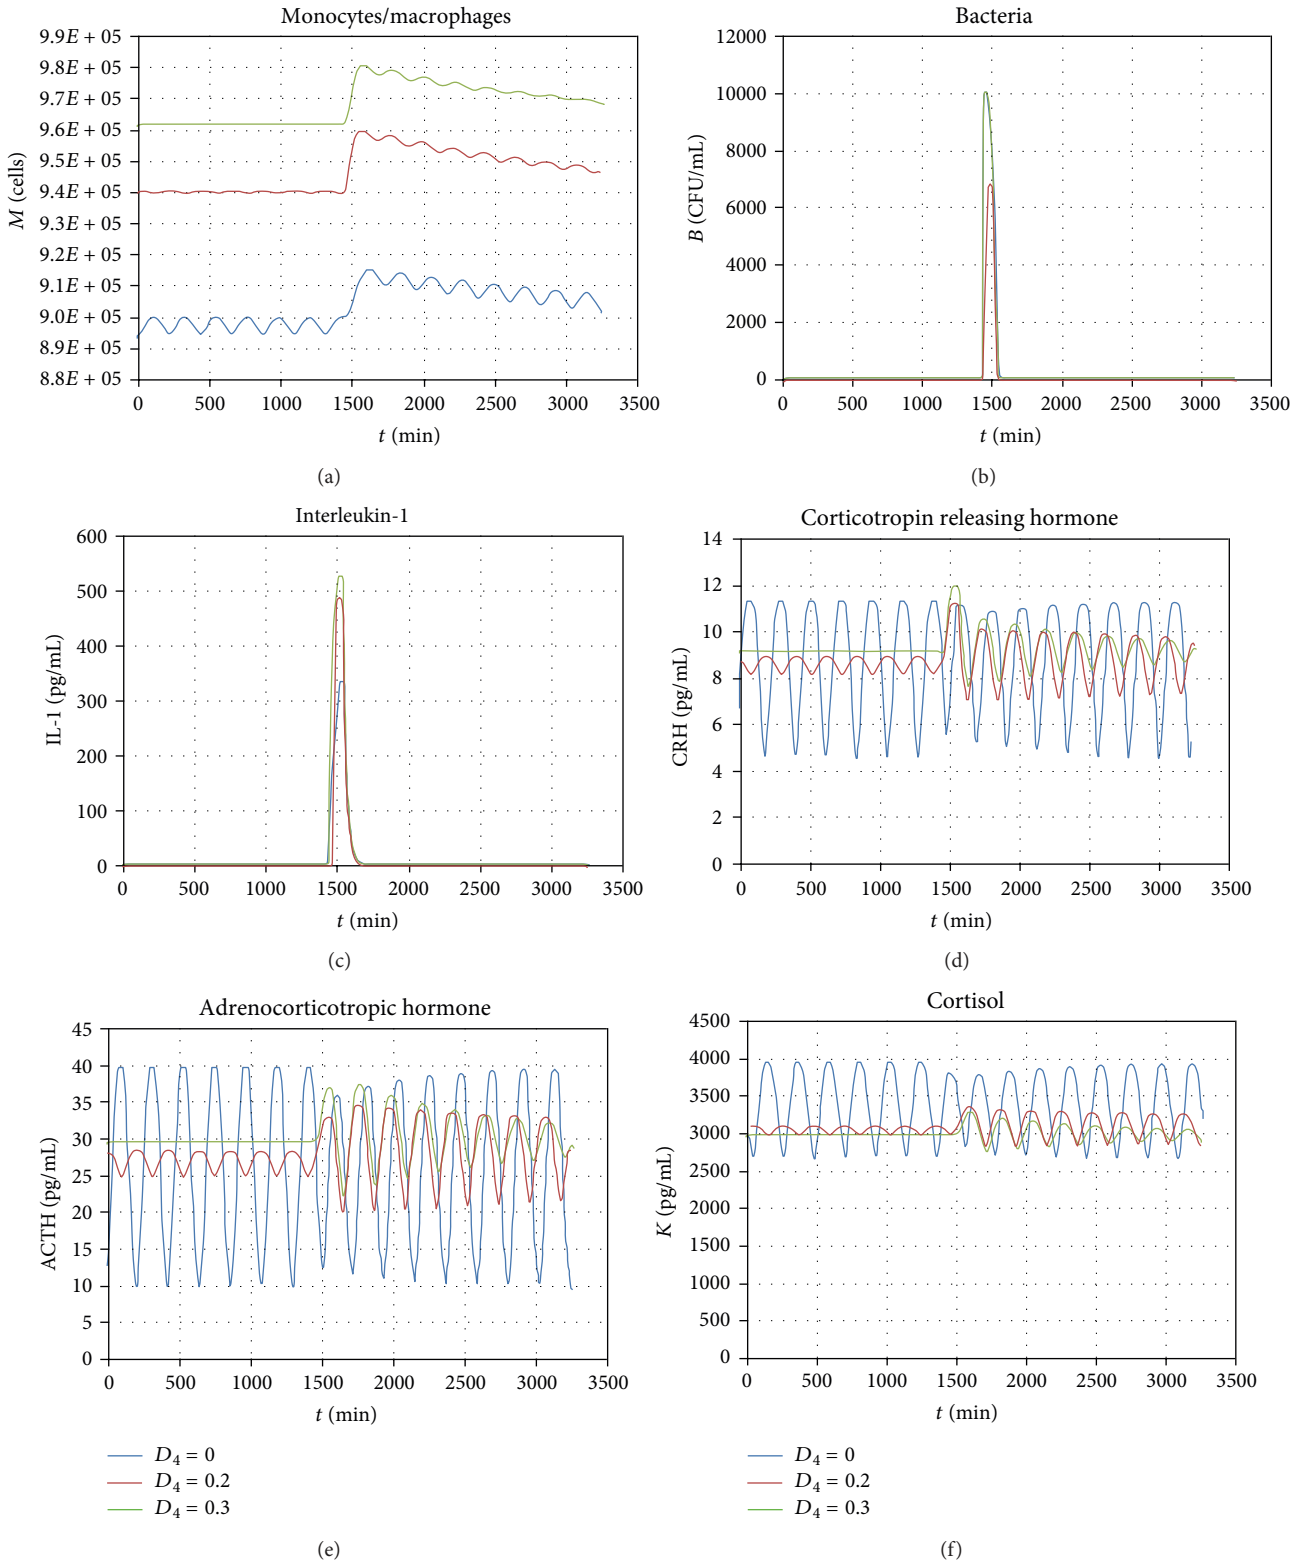 Monocytes/macrophages
9.9E + 05
9.8E + 05
9.7E + 05
9.6E + 05
9.5E + 05
9.4E + 05
9.3E + 05
9.2E + 05
9.1E + 05
9.0E + 05
8.9E + 05
8.8E + 05
M (cells)
0 500 1000 1500 2000 2500 3000 3500
t (min)
(a)
Bacteria
12000
10000
8000
6000
4000
2000
0
B (CFU/mL)
0 500 1000 1500 2000 2500 3000 3500
t (min)
(b)
Interleukin-1
600
500
400
300
200
100
0
IL-1 (pg/mL)
0 500 1000 1500 2000 2500 3000 3500
t (min)
(c)
Corticotropin releasing hormone
14
12
10
8
6
4
2
0
CRH (pg/mL)
0 500 1000 1500 2000 2500 3000 3500
t (min)
(d)
Adrenocorticotropic hormone
45
40
35
30
25
20
15
10
5
0
ACTH (pg/mL)
0 500 1000 1500 2000 2500 3000 3500
t (min)
D4 = 0
D4 = 0.2
D4 = 0.3
(e)
Cortisol
4500
4000
3500
3000
2500
2000
1500
1000
500
0
K (pg/mL)
0 500 1000 1500 2000 2500 3000 3500
t (min)
D4 = 0
D4 = 0.2
D4 = 0.3
(f)